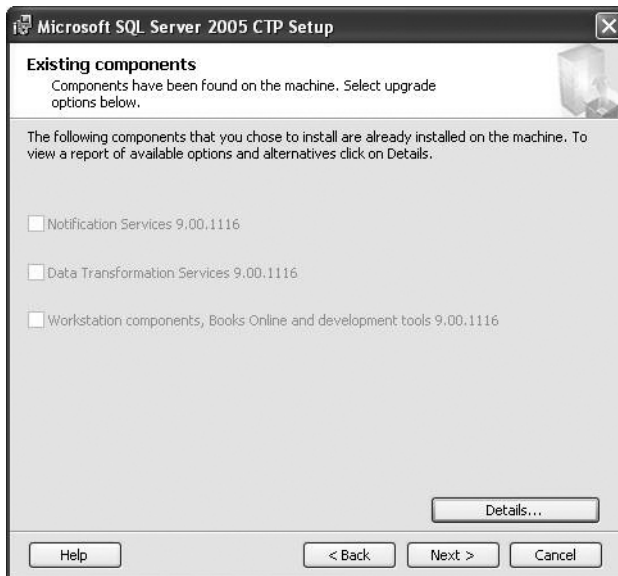 Microsoft SQL Server 2005 CTP Setup
Existing components
Components have been found on the machine. Select upgrade
options below.
The following components that you chose to install are already installed on the machine. To
view a report of available options and alternatives click on Details.
Notification Services 9.00.1116
Data Transformation Services 9.00.1116
Workstation components, Books Online and development tools 9.00.1116
Details...
Help
< Back
Next >
Cancel